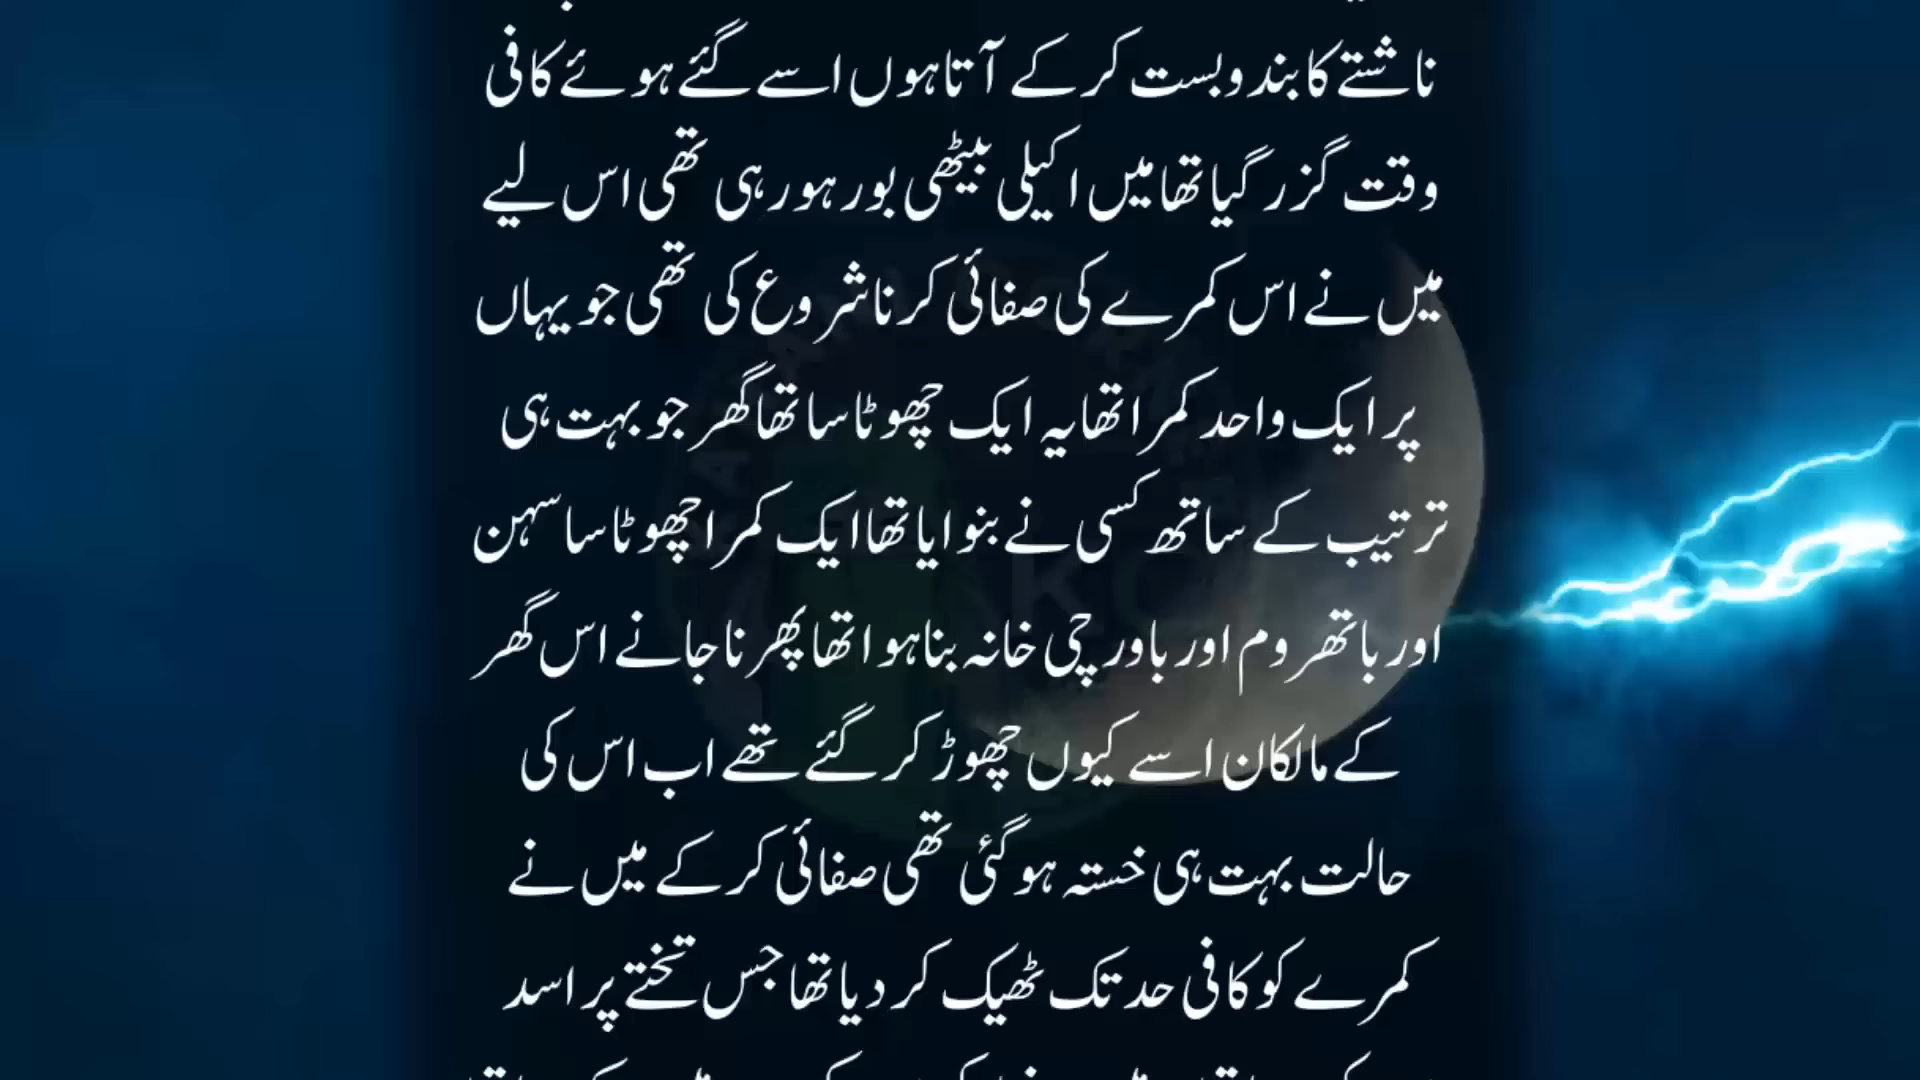 ناشتے کا بندوبست کر کے آتا ہوں اسے گئے ہوئے کافی
وقت گزر گیا تھا میں اکیلی بیٹھی بور ہو رہی تھی اس لیے
میں نے اس کمرے کی صفائی کرنا شروع کی تھی جو یہاں
پر ایک واحد کمرا تھا یہ ایک چھوٹا سا تھا گھر جو بہت ہی
ترتیب کے ساتھ کسی نے بنوایا تھا ایک کمرا چھوٹا سا سہن
اور باتھروم اور باورچی خانہ بنا ہوا تھا پھر نا جانے اس گھر
کے مالکان اسے کیوں چھوڑ کر گئے تھے اب اس کی
حالت بہت ہی خستہ ہو گئی تھی صفائی کر کے میں نے
کمرے کو کافی حد تک ٹھیک کر دیا تھا جس تختے پر اسد